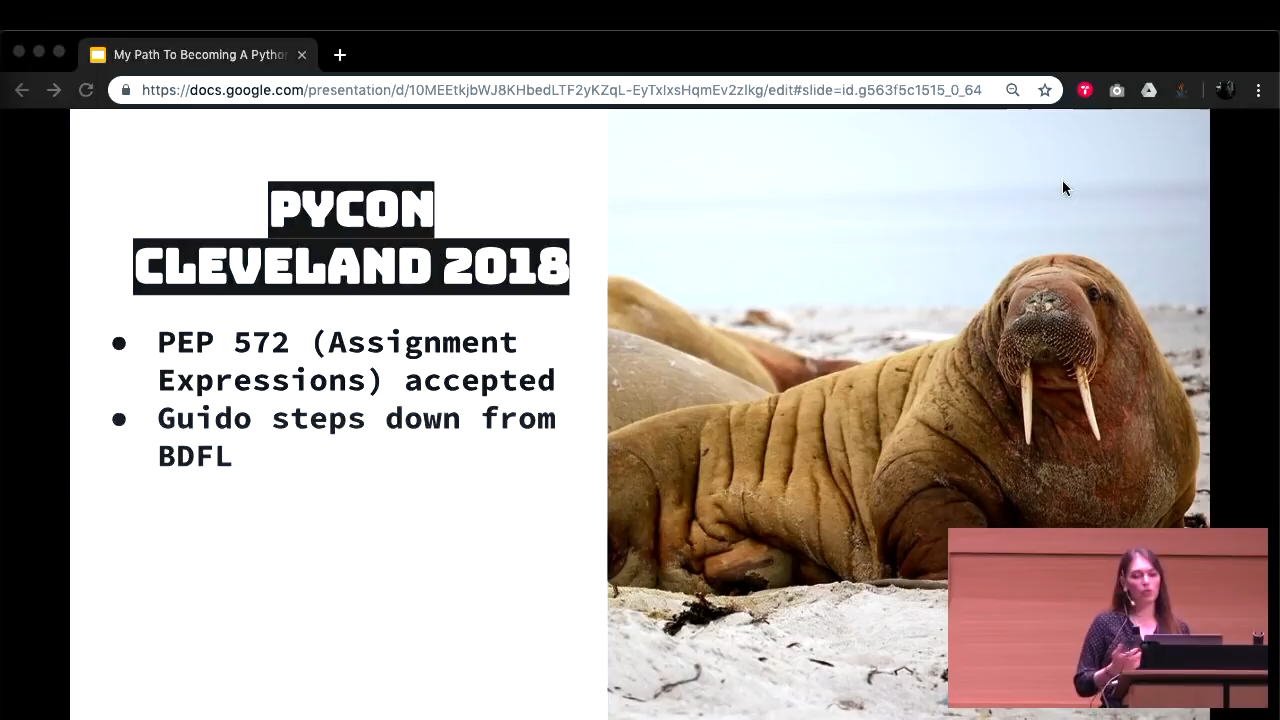 My Path To Becoming A Pytho
https://docs.google.com/presentation/d/10MEEtkjbWJ8KHbedLTF2yKZqL-EyTxlxsHqmEv2zlkg/edit#slide=id.g563f5c1515_0_64
PYCON
CLEVELAND 2018
● PEP 572 (Assignment
Expressions) accepted
● Guido steps down from
BDFL